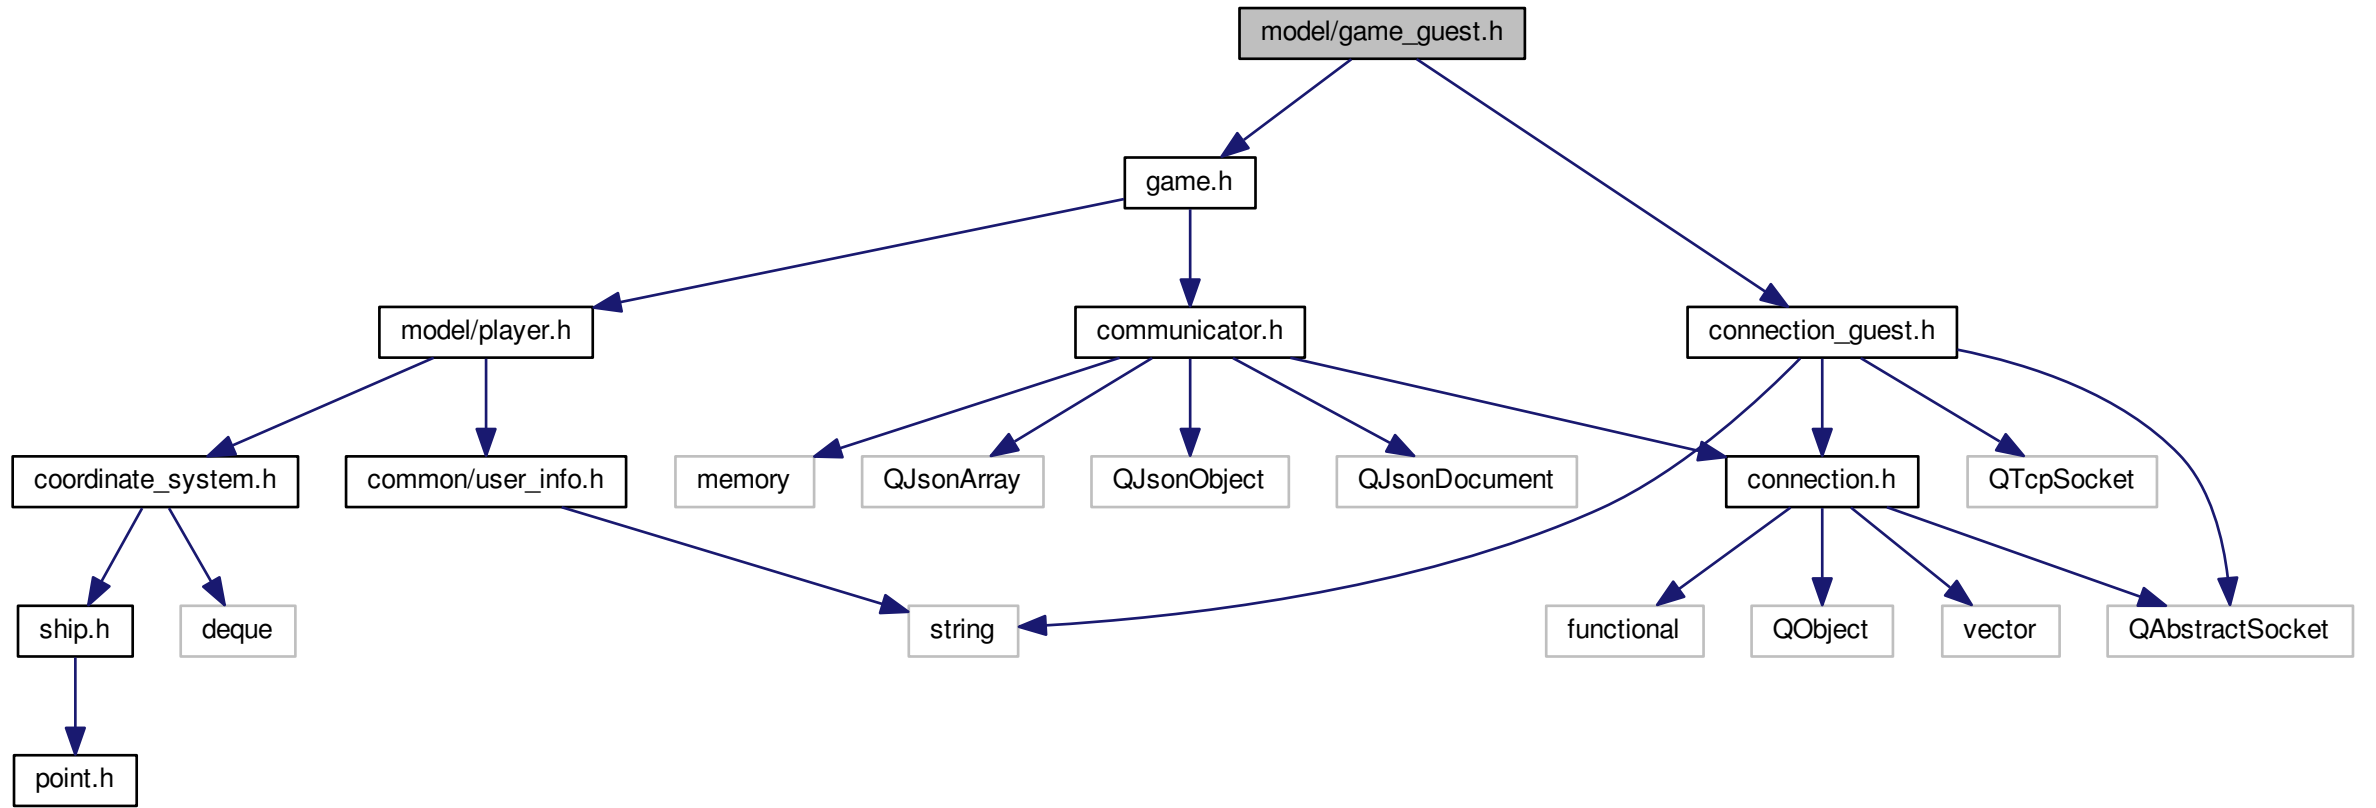 model/game_guest.h
game.h
model/player.h
communicator.h
connection_guest.h
coordinate_system.h
common/user_info.h
memory
QJsonArray
QJsonObject
QJsonDocument
connection.h
QTcpSocket
ship.h
deque
string
functional
QObject
vector
QAbstractSocket
point.h